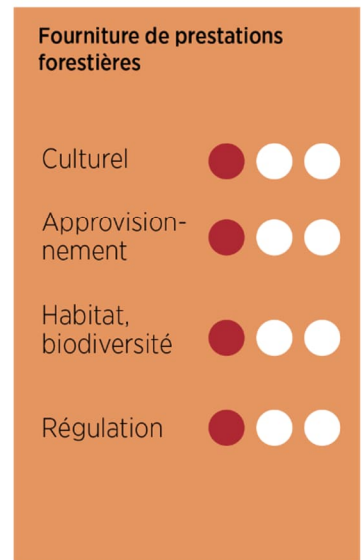 Fourniture de prestations
forestières
Culturel
Approvision-
nement
Habitat,
biodiversité
Régulation